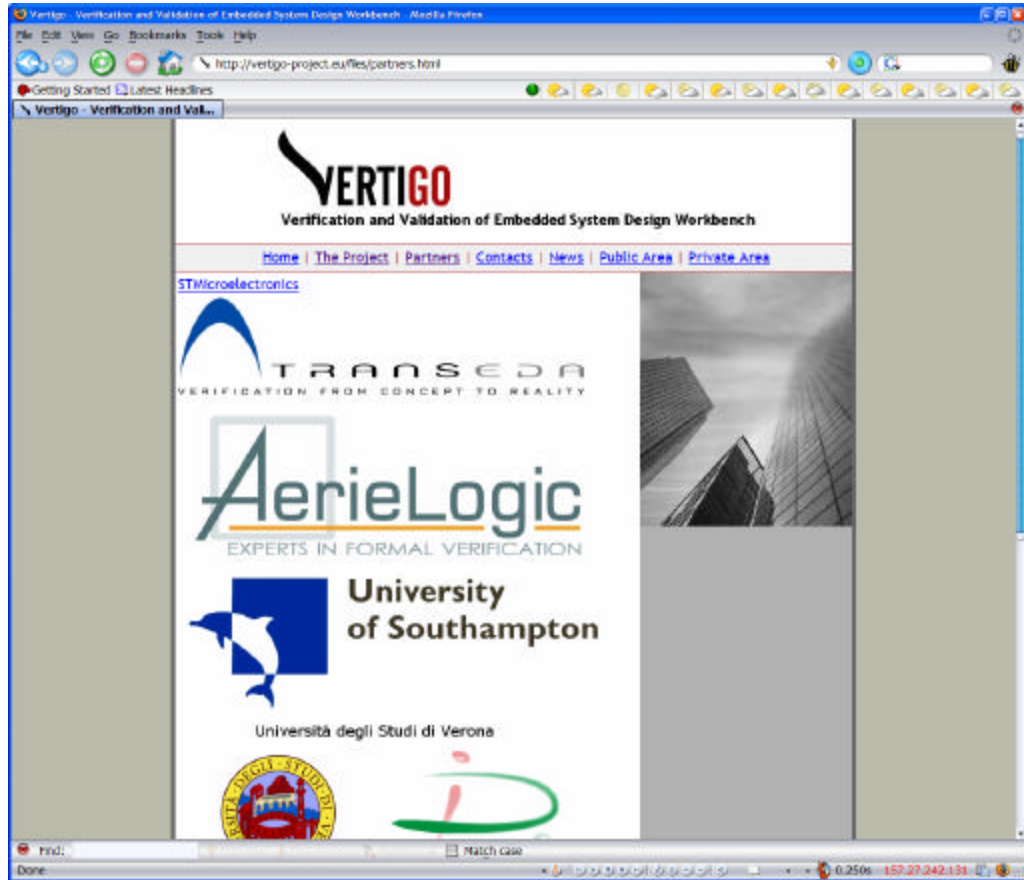 Vertigo - Verification and Validation of Embedded System Design Workbench - Mozilla Firefox
File Edit View Go Bookmarks Tools Help
http://vertigo-project.eu/files/partners.html
Getting Started Latest Headlines
Vertigo - Verification and Vali...
VERTIGO
Verification and Validation of Embedded System Design Workbench
Home | The Project | Partners | Contacts | News | Public Area | Private Area
STMicroelectronics
TRANSEDA
VERIFICATION FROM CONCEPT TO REALITY
AerieLogic
EXPERTS IN FORMAL VERIFICATION
University
of Southampton
Università degli Studi di Verona
DEGLI · STUDI · DI
Find: Match case
Done 0.250s 157.27.242.131